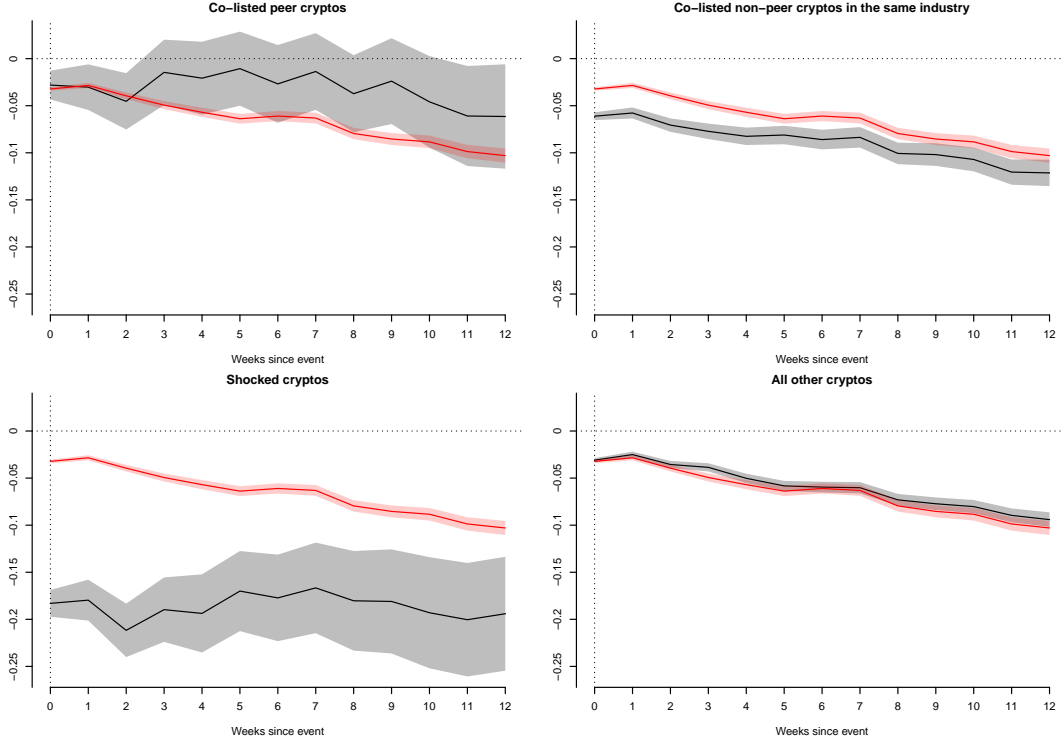 Co−listed peer cryptos
0
−0.05
−0.1
−0.15
−0.2
−0.25
0 1 2 3 4 5 6 7 8 9 10 11 12
Weeks since event
Co−listed non−peer cryptos in the same industry
0
−0.05
−0.1
−0.15
−0.2
−0.25
0 1 2 3 4 5 6 7 8 9 10 11 12
Weeks since event
Shocked cryptos
0
−0.05
−0.1
−0.15
−0.2
−0.25
0 1 2 3 4 5 6 7 8 9 10 11 12
Weeks since event
All other cryptos
0
−0.05
−0.1
−0.15
−0.2
−0.25
0 1 2 3 4 5 6 7 8 9 10 11 12
Weeks since event